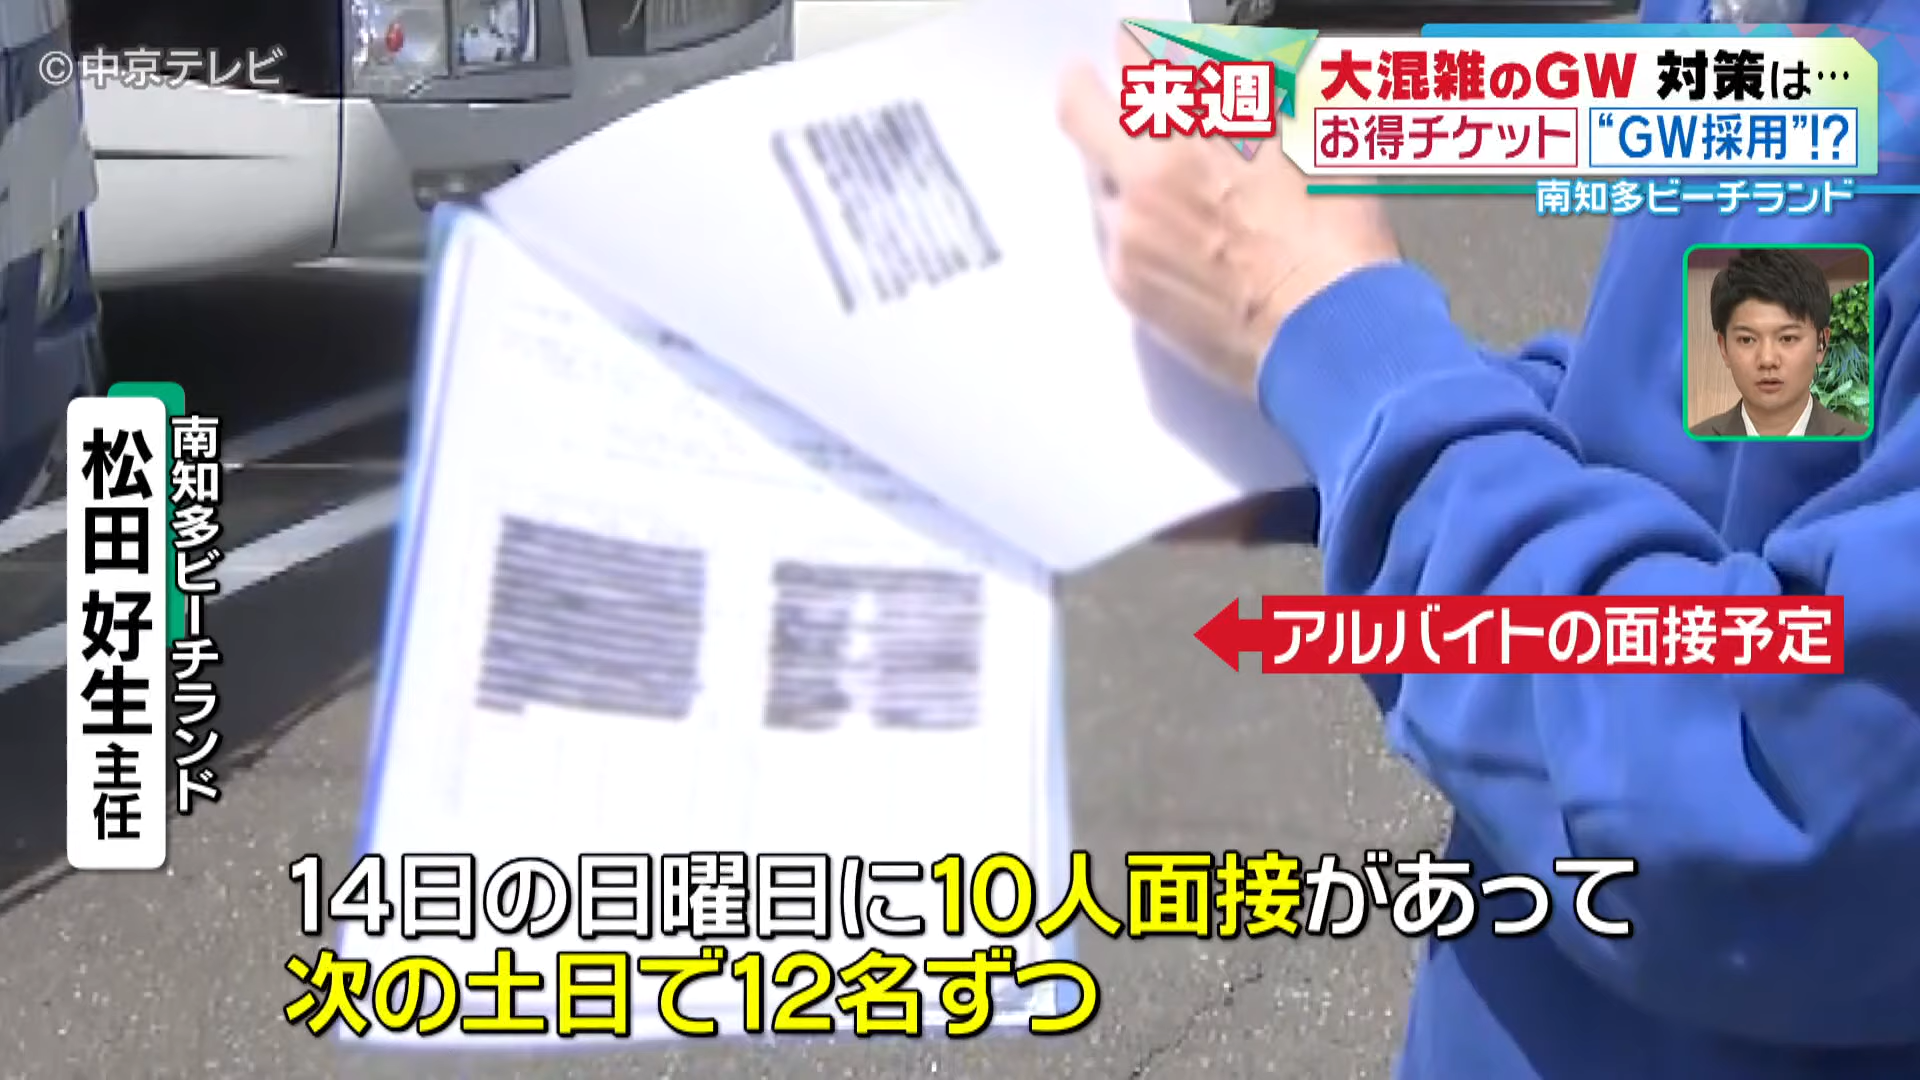 ©中京テレビ
来週
大混雑のGW 対策は…
お得チケット “GW採用”!?
南知多ビーチランド
南知多ビーチランド
松田 好生 主任
アルバイトの面接予定
14日の日曜日に10人面接があって
次の土日で12名ずつ